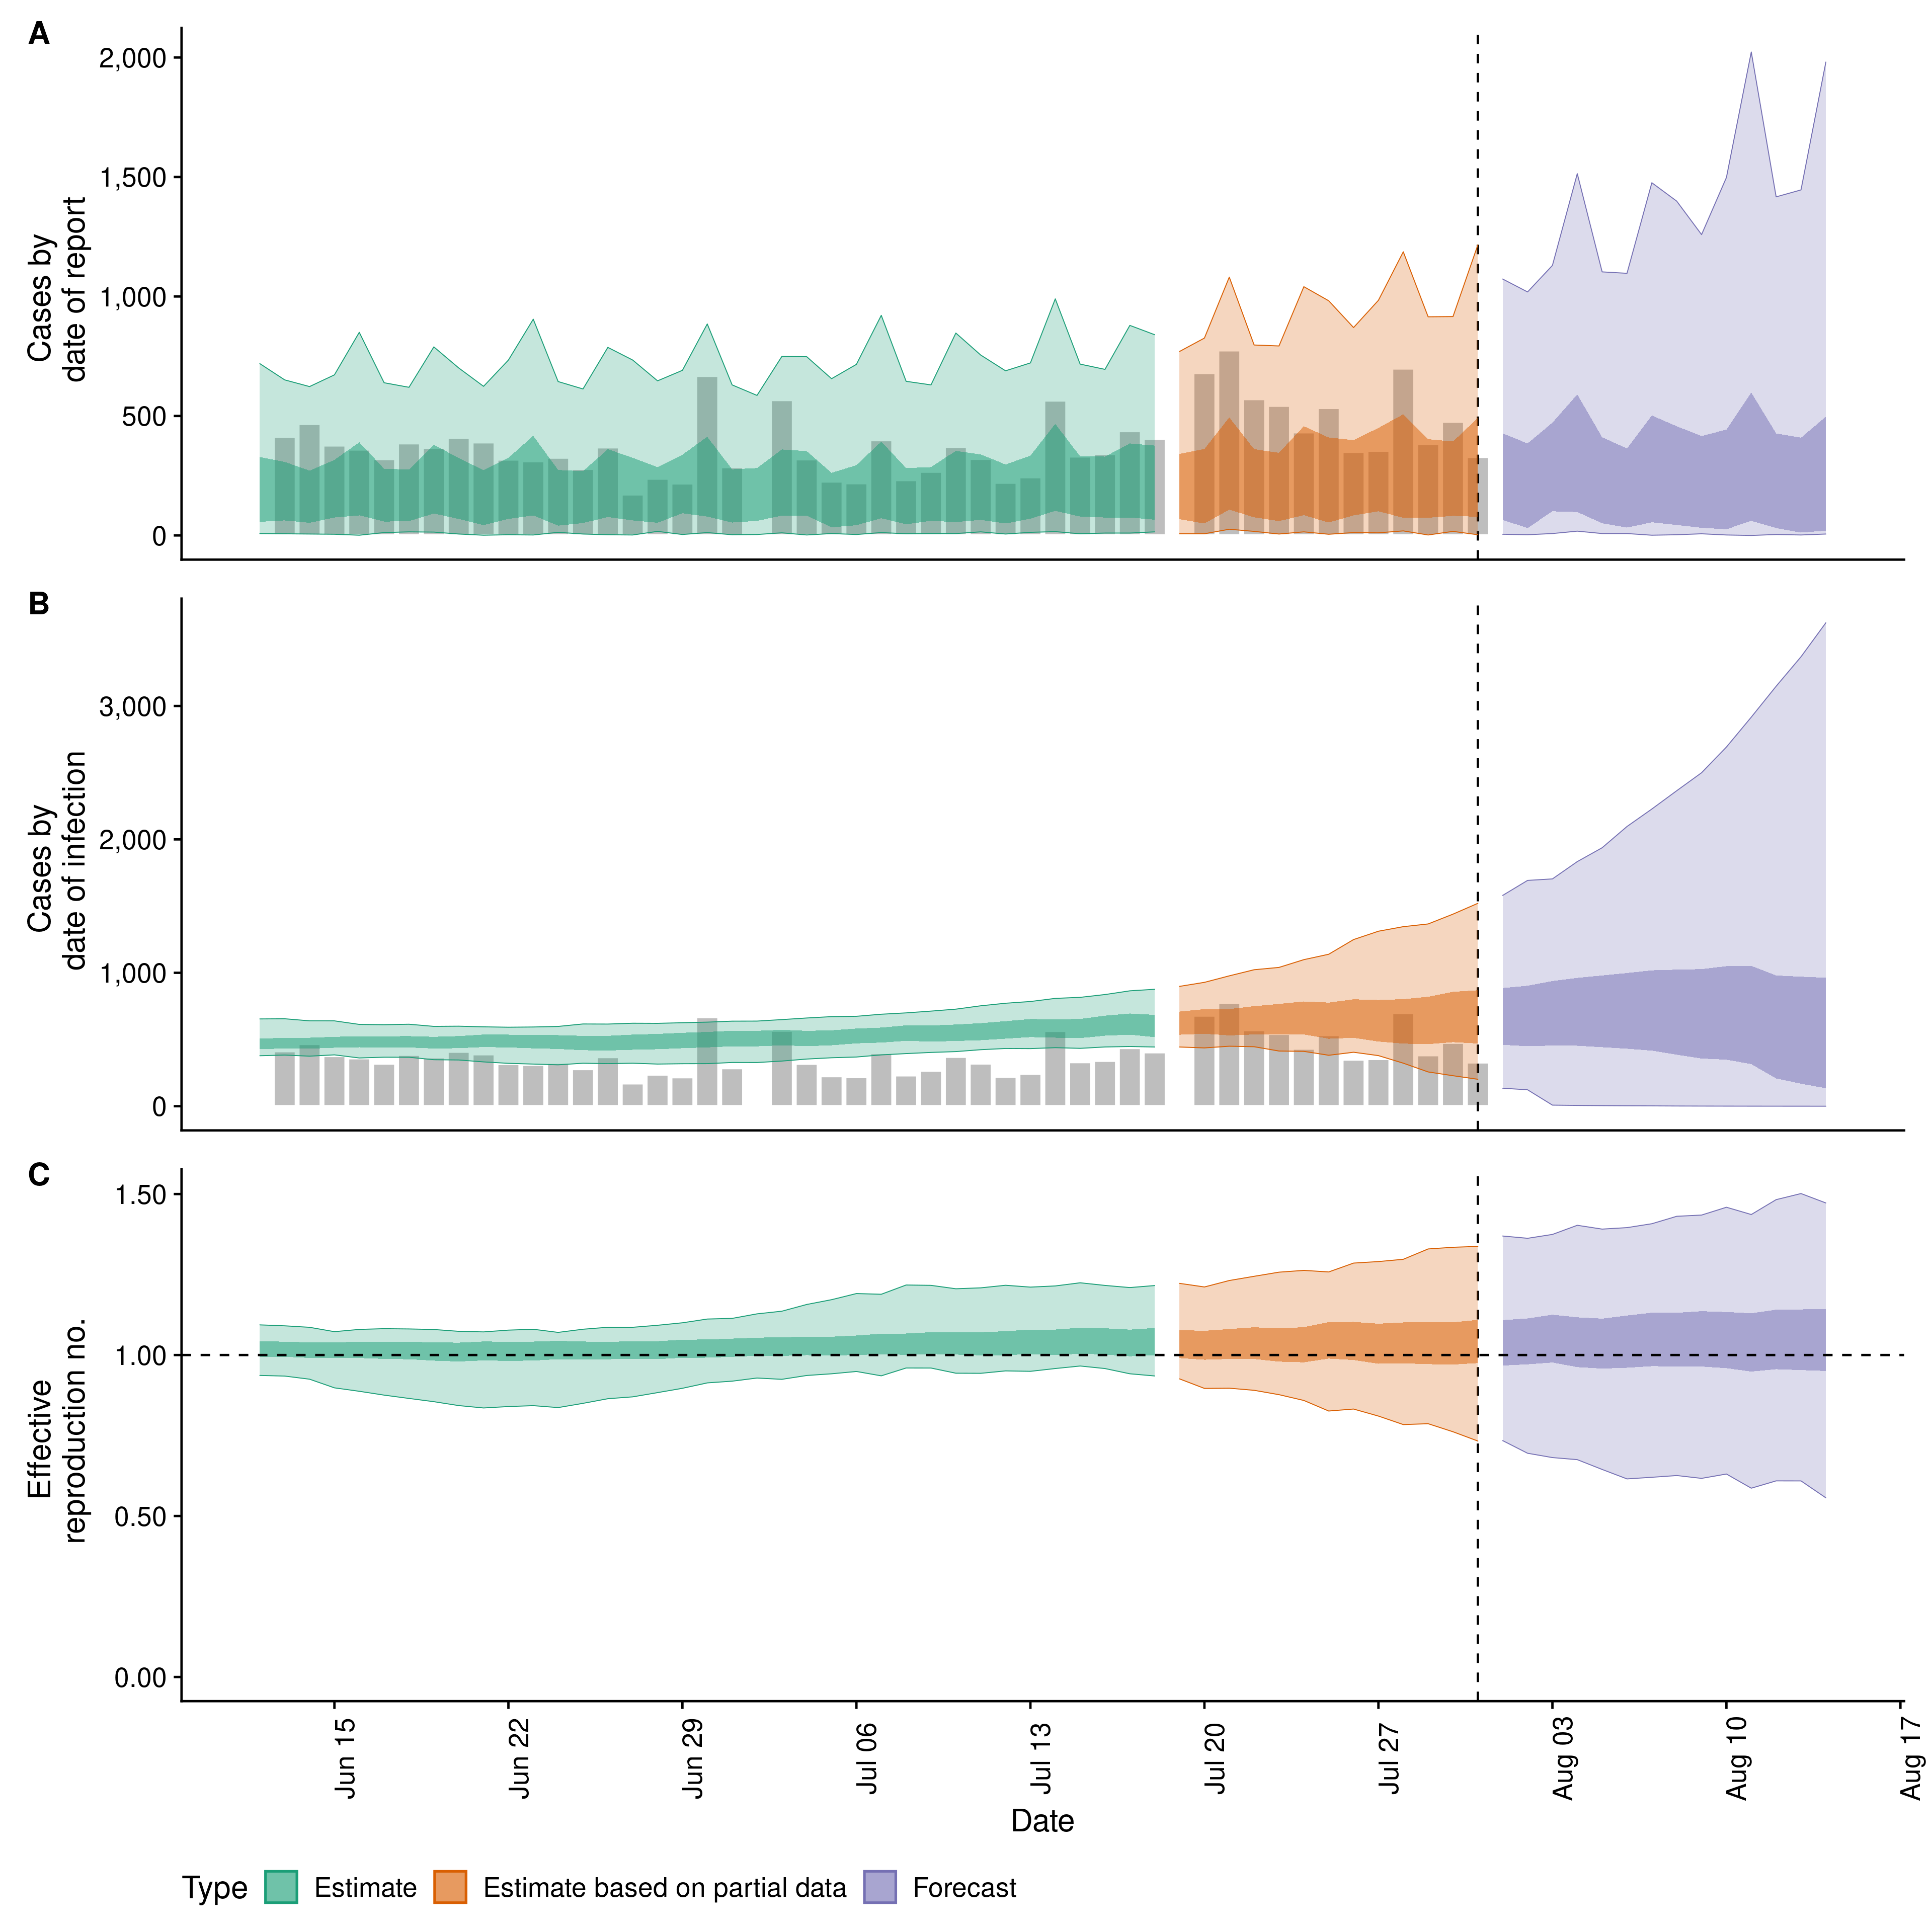 A
Cases by
date of report
2,000
1,500
1,000
500
0
B
Cases by
date of infection
3,000
2,000
1,000
0
C
Effective
reproduction no.
1.50
1.00
0.50
0.00
Jun 15
Jun 22
Jun 29
Jul 06
Jul 13
Jul 20
Jul 27
Aug 03
Aug 10
Aug 17
Date
Type Estimate Estimate based on partial data Forecast